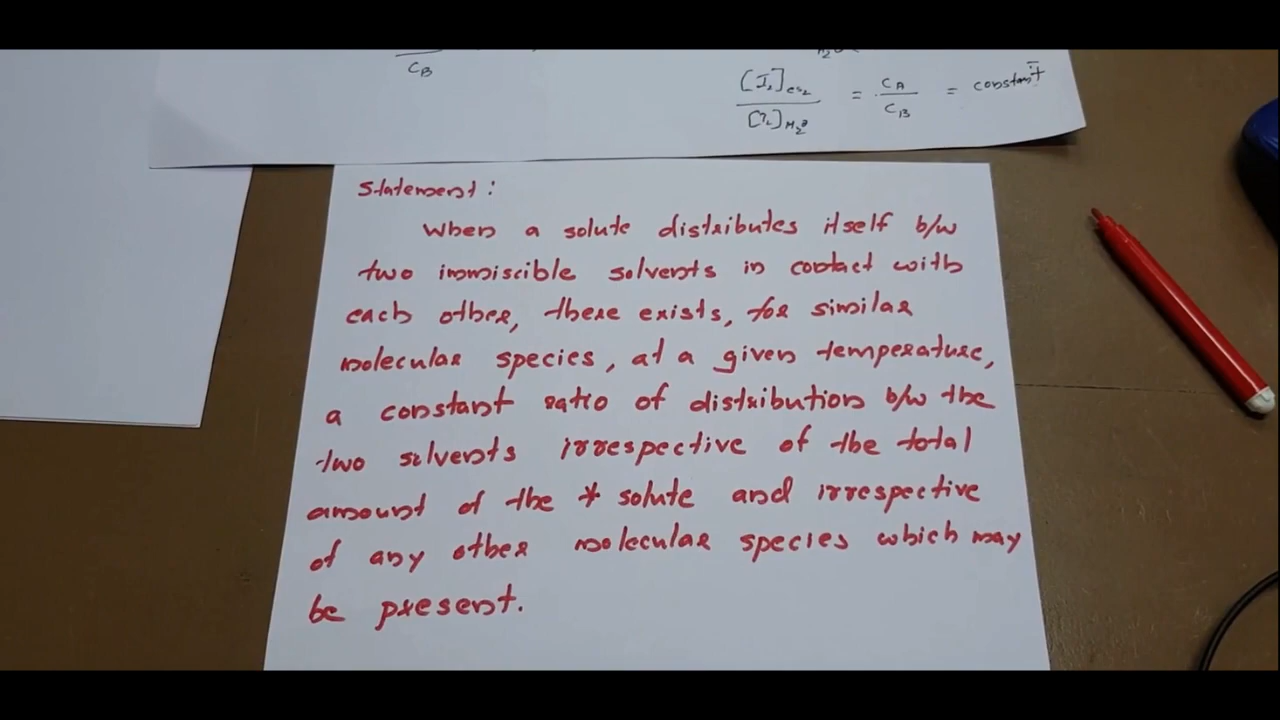 C_B
[I₂]_CS₂ / [I₂]_H₂O = C_A / C_B = constant
Statement:
When a solute distributes itself b/w
two immiscible solvents in contact with
each other, there exists, for similar
molecular species, at a given temperature,
a constant ratio of distribution b/w the
two solvents irrespective of the total
amount of the * solute and irrespective
of any other molecular species which may
be present.